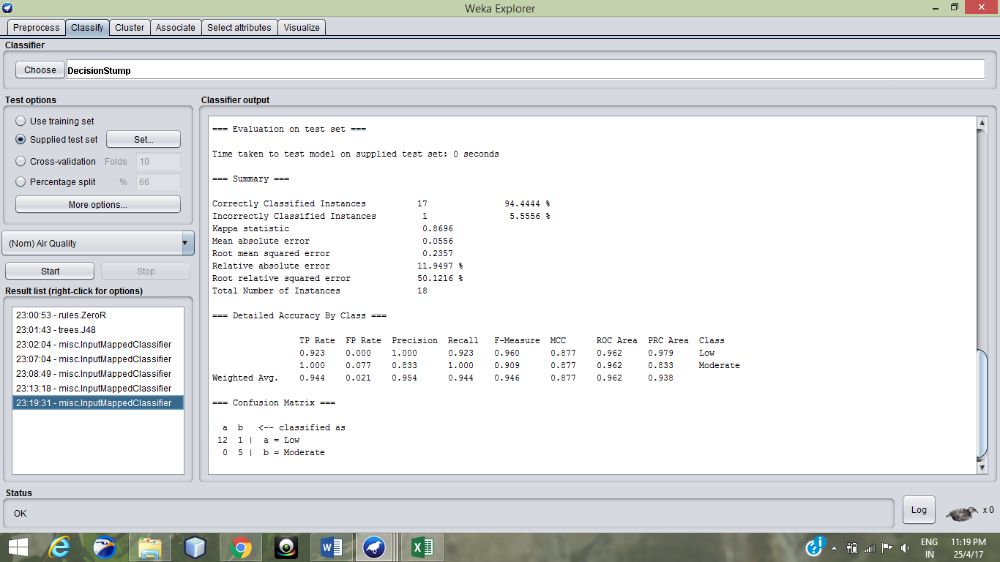 Weka Explorer
Preprocess Classify Cluster Associate Select attributes Visualize
Classifier
Choose DecisionStump
Test options
Use training set
Supplied test set Set...
Cross-validation Folds 10
Percentage split % 66
More options...
(Nom) Air Quality
Start Stop
Result list (right-click for options)
23:00:53 - rules.ZeroR
23:01:43 - trees.J48
23:02:04 - misc.InputMappedClassifier
23:07:04 - misc.InputMappedClassifier
23:08:49 - misc.InputMappedClassifier
23:13:18 - misc.InputMappedClassifier
23:19:31 - misc.InputMappedClassifier
Classifier output
=== Evaluation on test set ===
Time taken to test model on supplied test set: 0 seconds
=== Summary ===
Correctly Classified Instances 17 94.4444 %
Incorrectly Classified Instances 1 5.5556 %
Kappa statistic 0.8696
Mean absolute error 0.0556
Root mean squared error 0.2357
Relative absolute error 11.9497 %
Root relative squared error 50.1216 %
Total Number of Instances 18
=== Detailed Accuracy By Class ===
TP Rate FP Rate Precision Recall F-Measure MCC ROC Area PRC Area Class
0.923 0.000 1.000 0.923 0.960 0.877 0.962 0.979 Low
1.000 0.077 0.833 1.000 0.909 0.877 0.962 0.833 Moderate
Weighted Avg. 0.944 0.021 0.954 0.944 0.946 0.877 0.962 0.938
=== Confusion Matrix ===
a b <-- classified as
12 1 | a = Low
0 5 | b = Moderate
Status
OK
Log
x 0
ENG
IN
11:19 PM
25/4/17